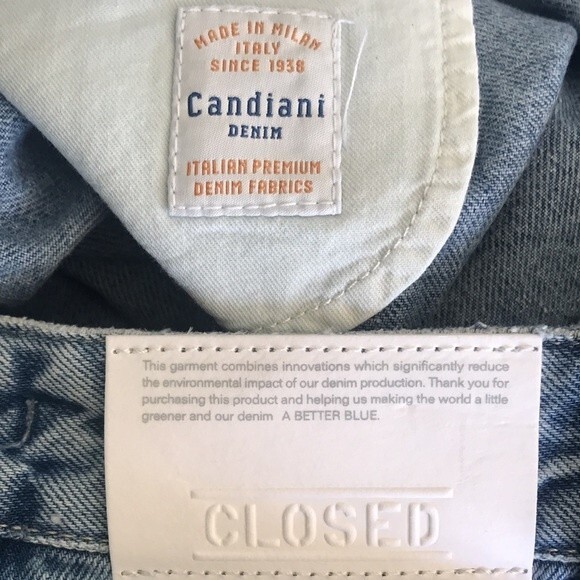 MADE IN MILAN
ITALY
SINCE 1938
Candiani
DENIM
ITALIAN PREMIUM
DENIM FABRICS
This garment combines innovations which significantly reduce
the environmental impact of our denim production. Thank you for
purchasing this product and helping us making the world a little
greener and our denim A BETTER BLUE.
CLOSED